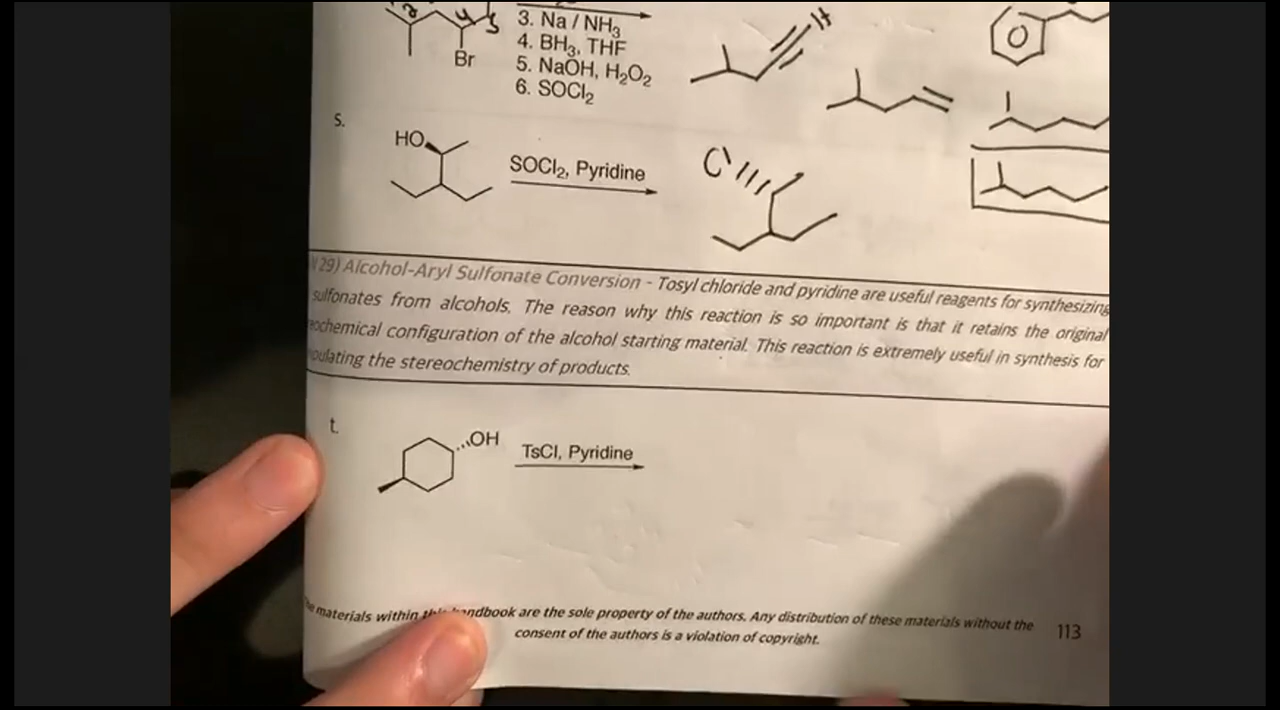 3. Na / NH3
4. BH3, THF
Br
5. NaOH, H2O2
6. SOCl2
H
S.
HO
SOCl2, Pyridine
29) Alcohol-Aryl Sulfonate Conversion - Tosyl chloride and pyridine are useful reagents for synthesizing
sulfonates from alcohols. The reason why this reaction is so important is that it retains the original
ochemical configuration of the alcohol starting material. This reaction is extremely useful in synthesis for
pulating the stereochemistry of products.
t.
OH
TsCl, Pyridine
materials within this handbook are the sole property of the authors. Any distribution of these materials without the
consent of the authors is a violation of copyright.
113